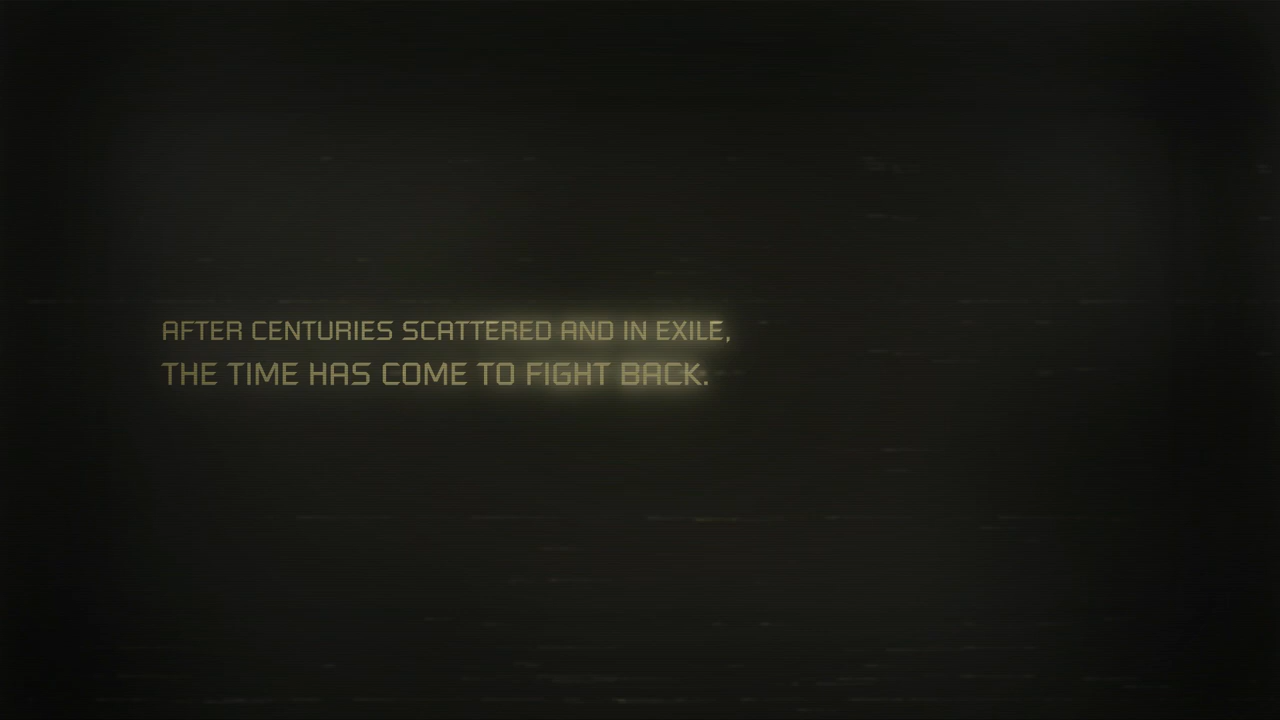 AFTER CENTURIES SCATTERED AND IN EXILE,
THE TIME HAS COME TO FIGHT BACK.